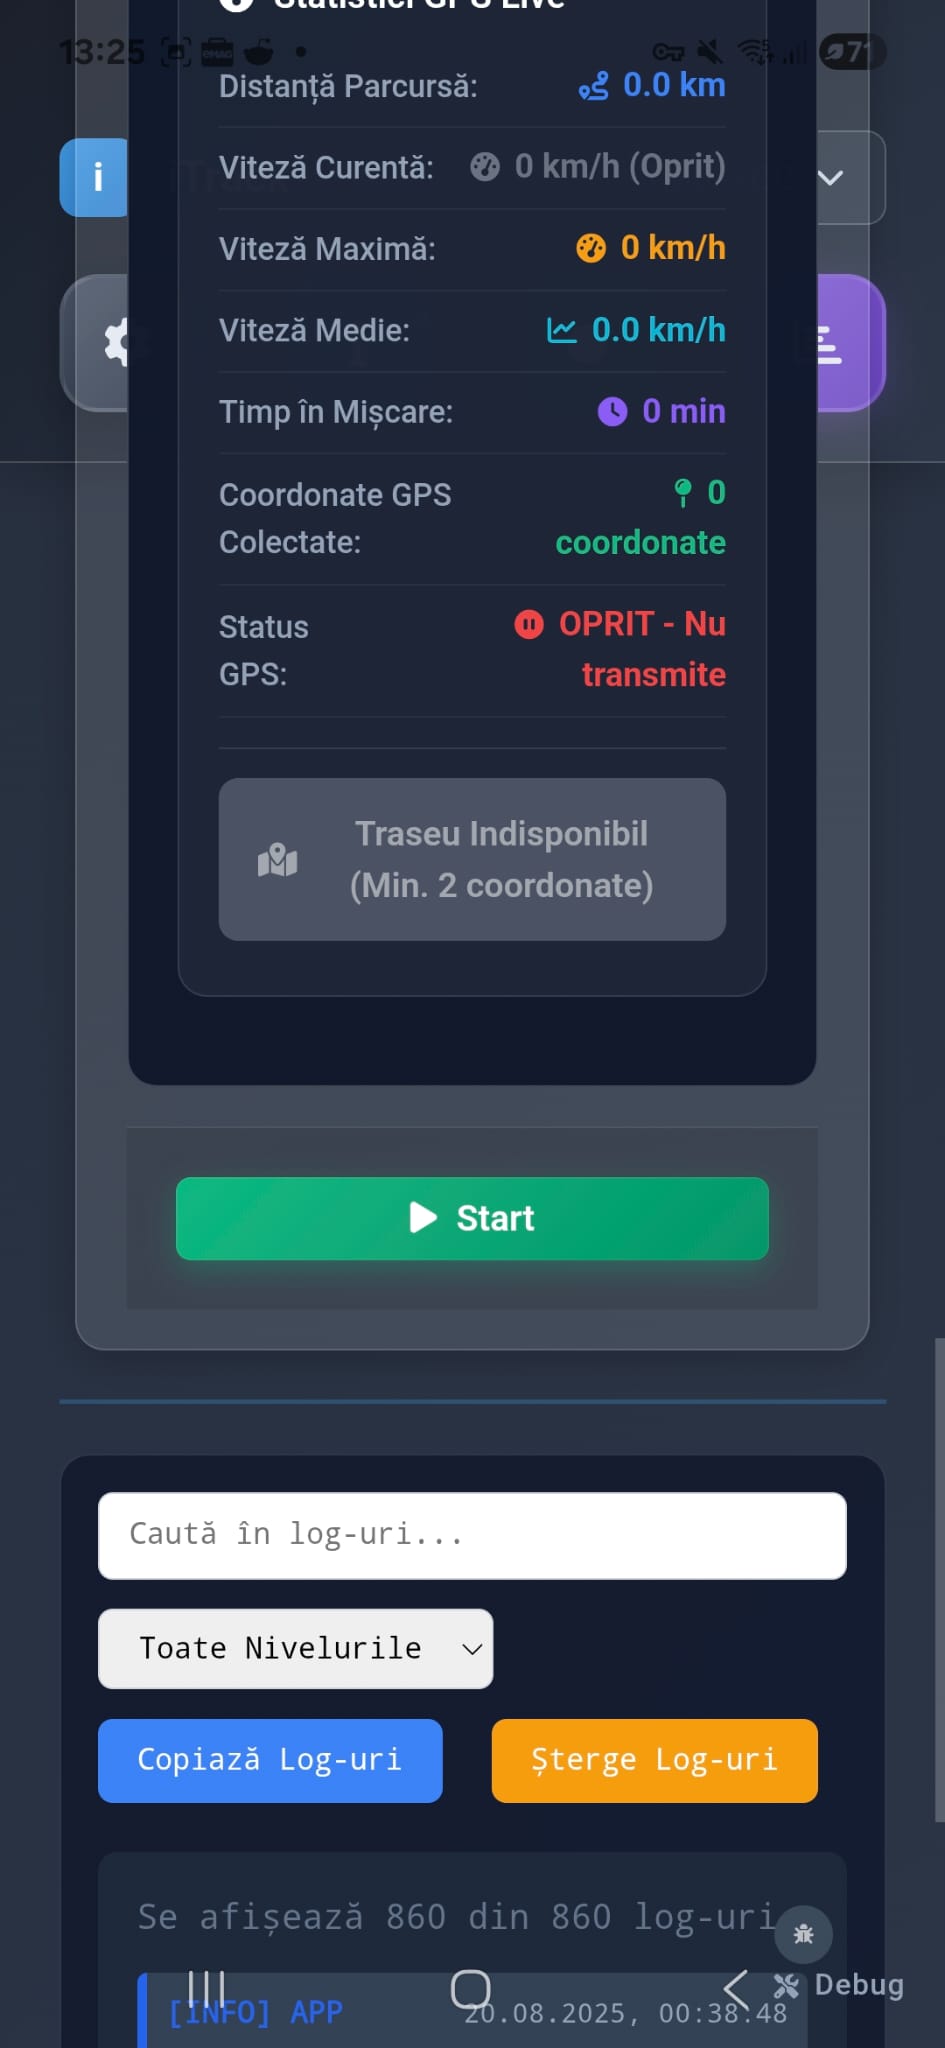 Statistici GPS Live
13:25
71
Distanță Parcursă: 0.0 km
i
Viteză Curentă: 0 km/h (Oprit)
Viteză Maximă: 0 km/h
Viteză Medie: 0.0 km/h
Timp în Mișcare: 0 min
Coordonate GPS Colectate: 0 coordonate
Status GPS: OPRIT - Nu transmite
Traseu Indisponibil
(Min. 2 coordonate)
Start
Caută în log-uri...
Toate Nivelurile
Copiază Log-uri
Șterge Log-uri
Se afișează 860 din 860 log-uri
Debug
[INFO] APP 20.08.2025, 00:38:48